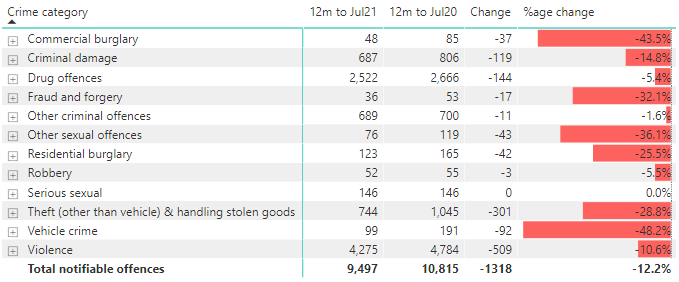 Crime category 12m to Jul21 12m to Jul20 Change %age change
Commercial burglary 48 85 -37 -43.5%
Criminal damage 687 806 -119 -14.8%
Drug offences 2,522 2,666 -144 -5.4%
Fraud and forgery 36 53 -17 -32.1%
Other criminal offences 689 700 -11 -1.6%
Other sexual offences 76 119 -43 -36.1%
Residential burglary 123 165 -42 -25.5%
Robbery 52 55 -3 -5.5%
Serious sexual 146 146 0 0.0%
Theft (other than vehicle) & handling stolen goods 744 1,045 -301 -28.8%
Vehicle crime 99 191 -92 -48.2%
Violence 4,275 4,784 -509 -10.6%
Total notifiable offences 9,497 10,815 -1318 -12.2%